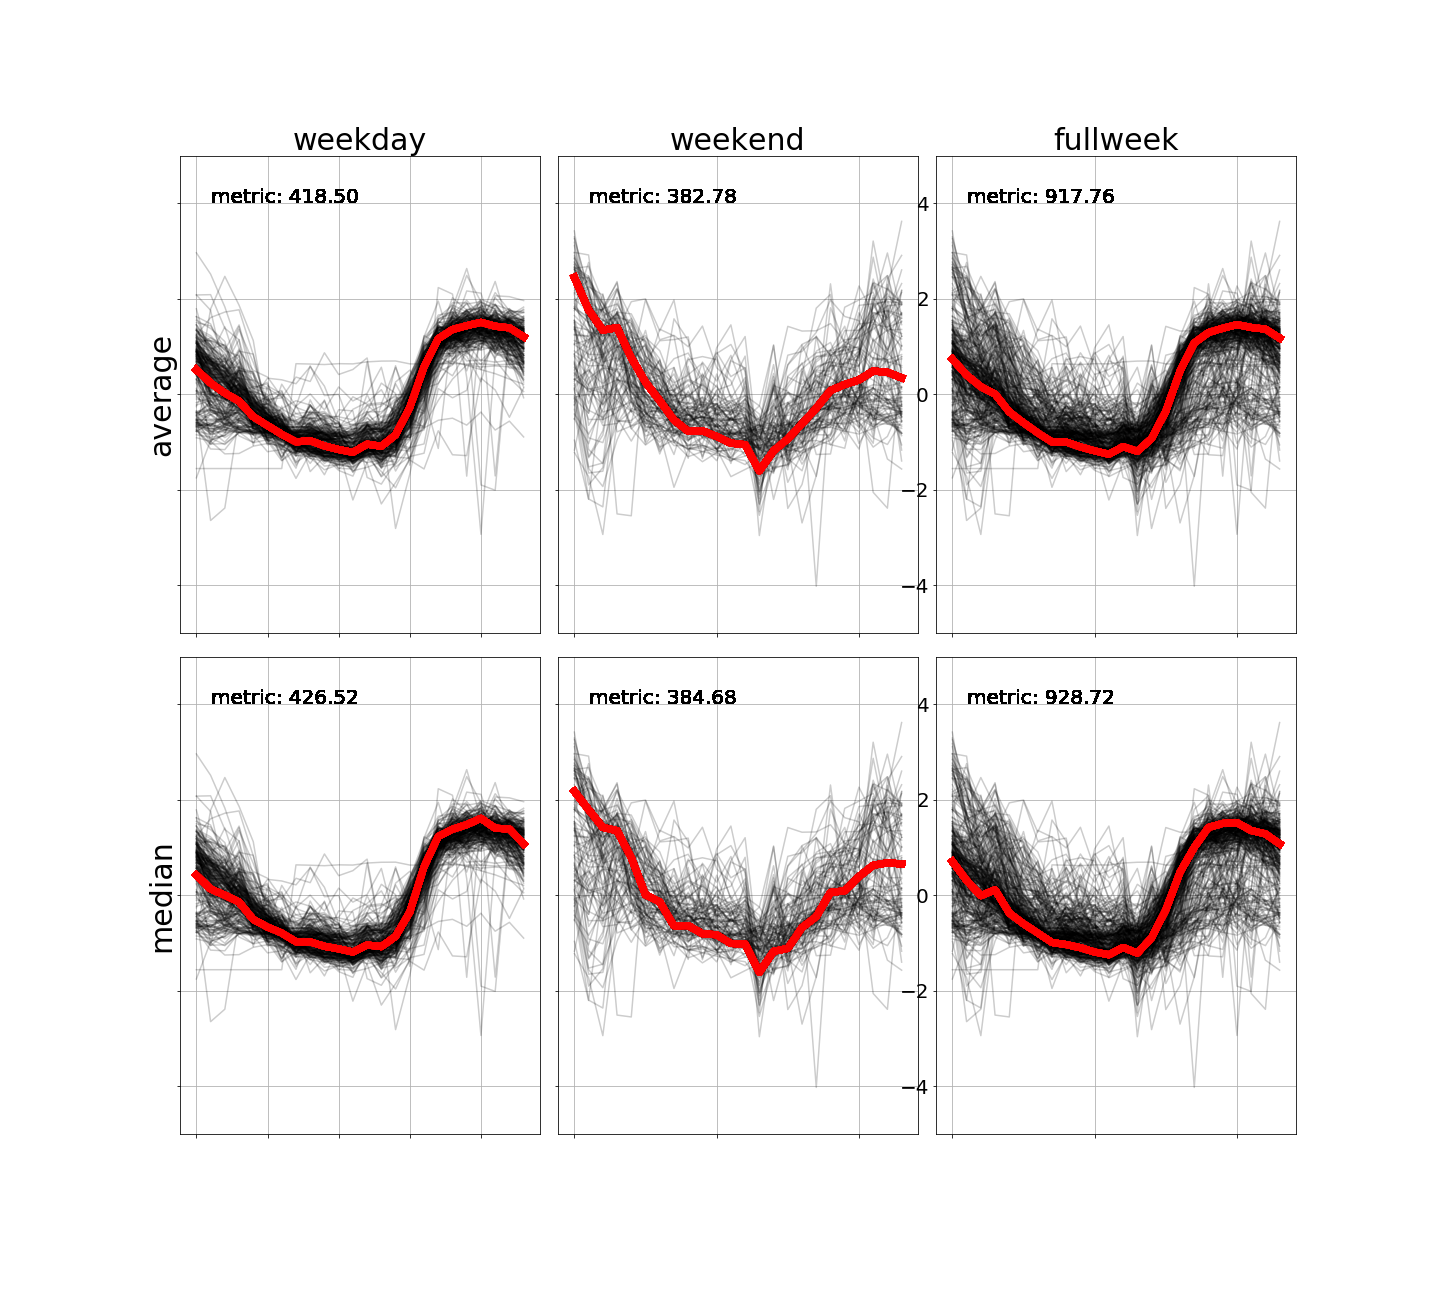 weekday weekend fullweek
metric: 418.50 metric: 382.78 metric: 917.76
4
2
average
0
−2
−4
metric: 426.52 metric: 384.68 metric: 928.72
4
2
median
0
−2
−4